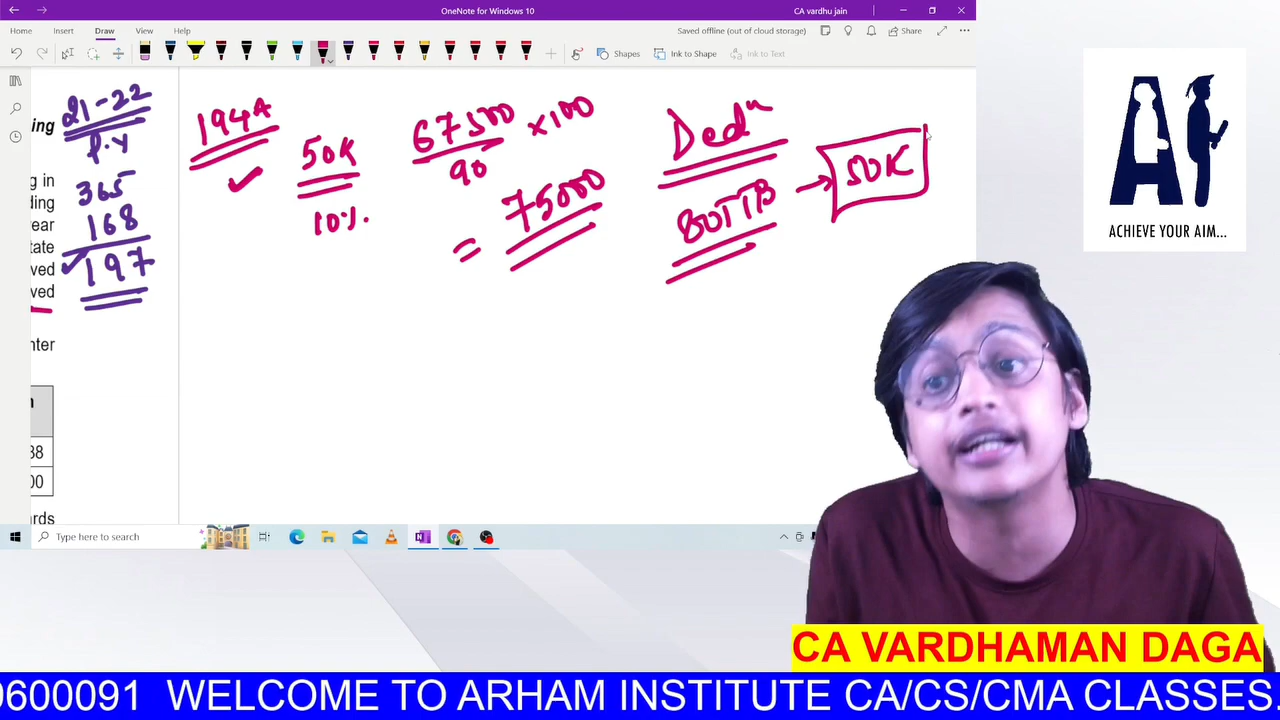 OneNote for Windows 10
CA vardhu jain
Home Insert Draw View Help
Saved offline (out of cloud storage)
Share
Shapes
Ink to Shape
Ink to Text
ing
in
ding
ear
tate
ved
ved
nter
n
38
00
ards
21-22
P.Y
365
168
197
194A
50K
10%.
67500 ×100
90
= 75000
Dedⁿ
80TTB → 50K
Type here to search
AI
ACHIEVE YOUR AIM...
CA VARDHAMAN DAGA
9600091 WELCOME TO ARHAM INSTITUTE CA/CS/CMA CLASSES.